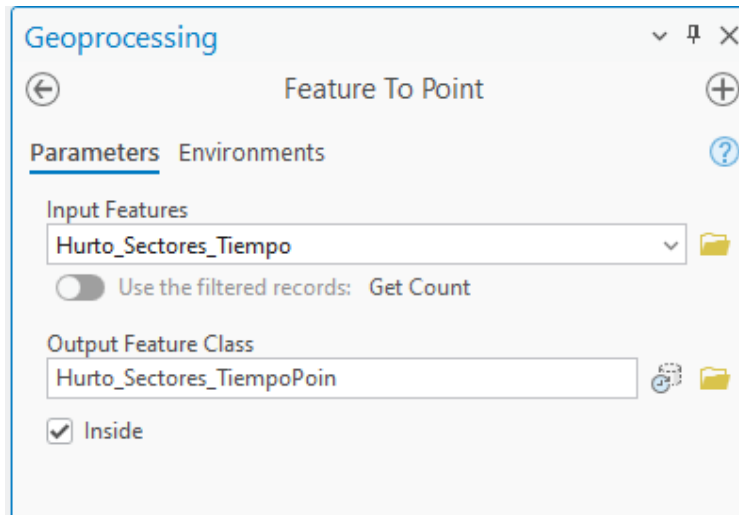 Geoprocessing
Feature To Point
Parameters Environments
Input Features
Hurto_Sectores_Tiempo
Use the filtered records: Get Count
Output Feature Class
Hurto_Sectores_TiempoPoin
Inside